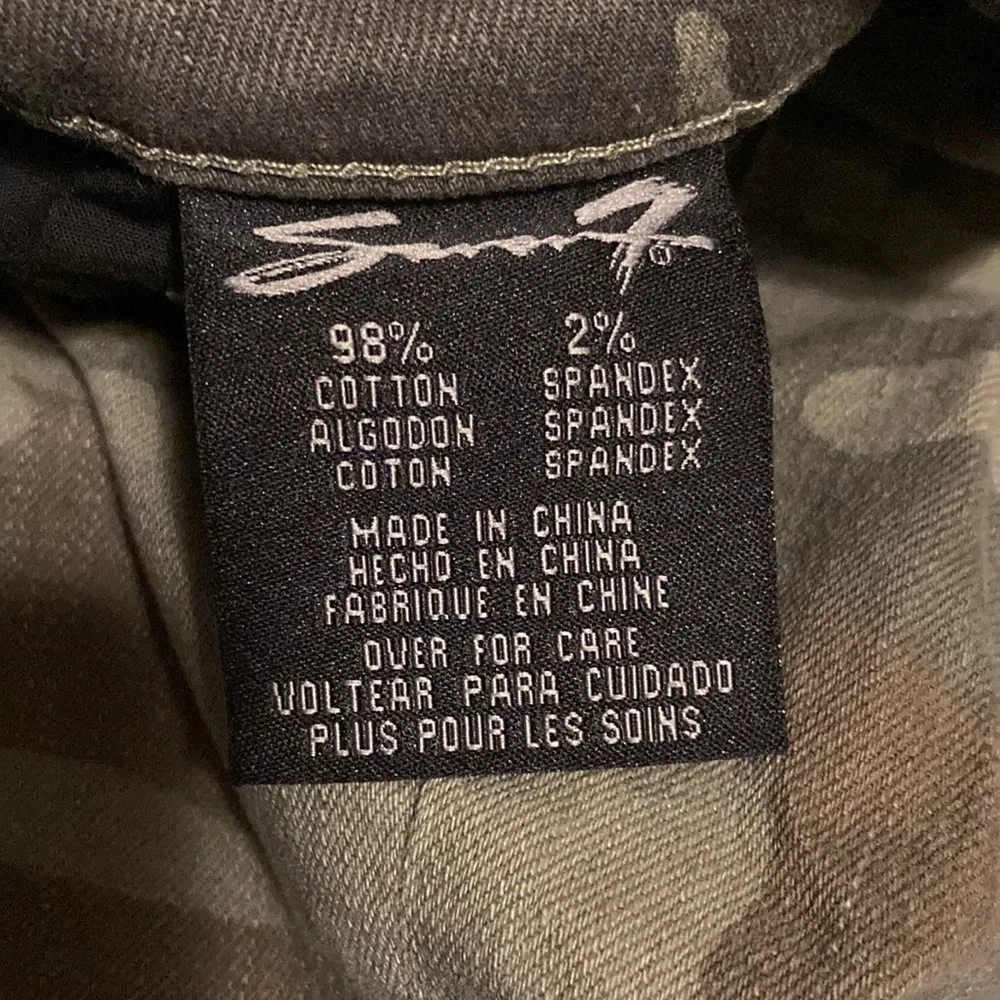 Seven7®
98% 2%
COTTON SPANDEX
ALGODON SPANDEX
COTON SPANDEX
MADE IN CHINA
HECHO EN CHINA
FABRIQUE EN CHINE
OVER FOR CARE
VOLTEAR PARA CUIDADO
PLUS POUR LES SOINS